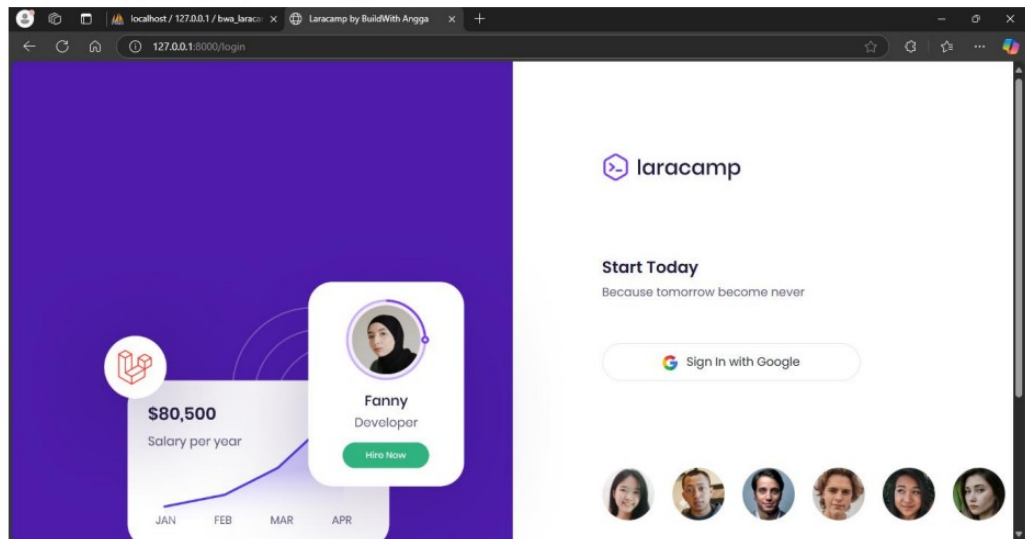 localhost / 127.0.0.1 / bwa_laraca
Laracamp by BuildWith Angga
127.0.0.1:8000/login
laracamp
Start Today
Because tomorrow become never
Sign In with Google
Fanny
Developer
Hire Now
$80,500
Salary per year
JAN FEB MAR APR